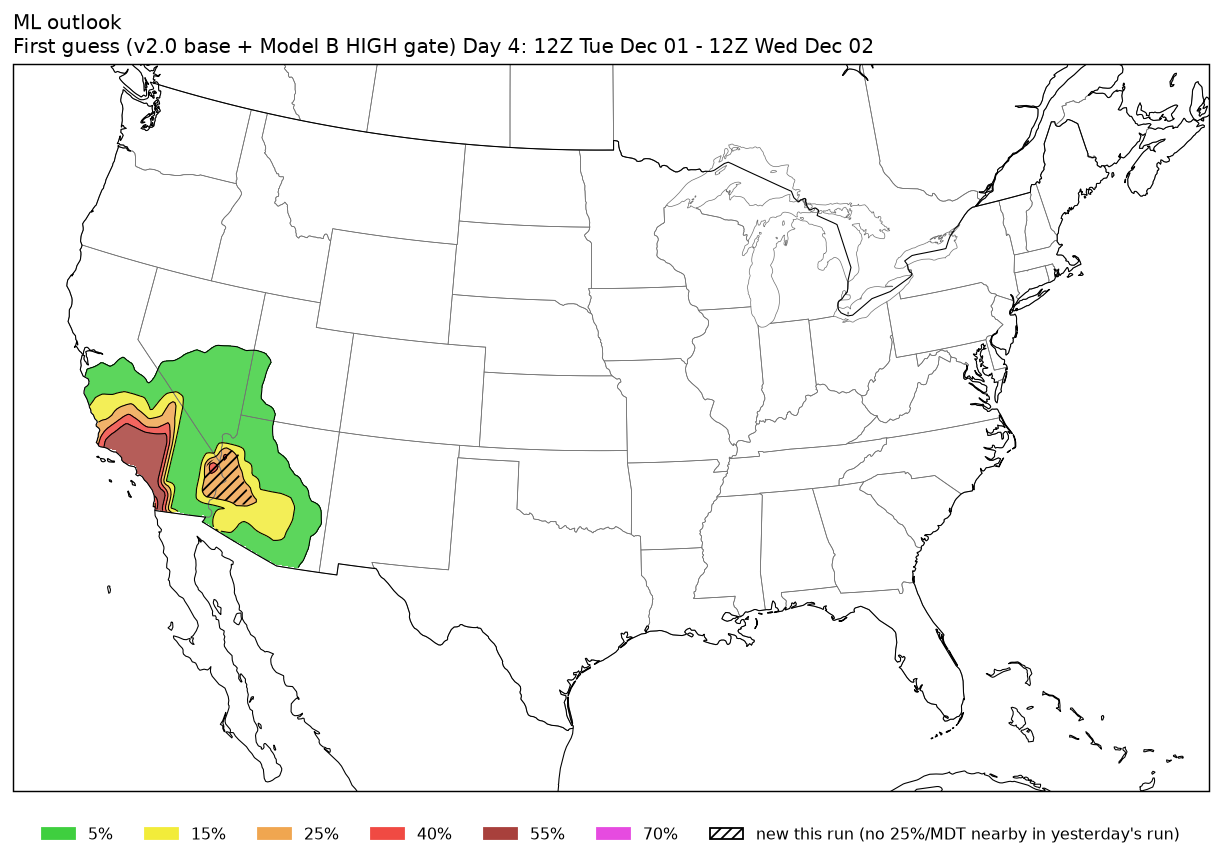 ML outlook
First guess (v2.0 base + Model B HIGH gate) Day 4: 12Z Tue Dec 01 - 12Z Wed Dec 02
5% 15% 25% 40% 55% 70% new this run (no 25%/MDT nearby in yesterday's run)